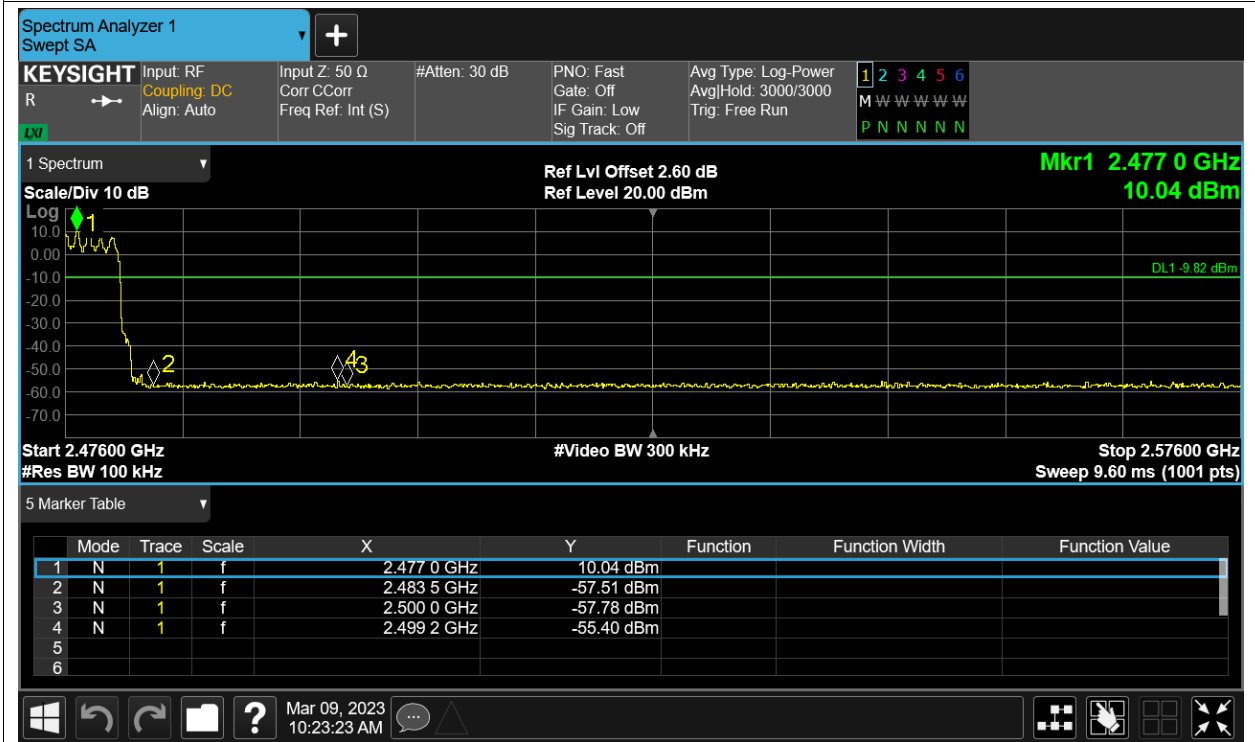 Spectrum Analyzer 1
Swept SA
+
KEYSIGHT
R
LXI
Input: RF
Coupling: DC
Align: Auto
Input Z: 50 Ω
Corr CCorr
Freq Ref: Int (S)
#Atten: 30 dB
PNO: Fast
Gate: Off
IF Gain: Low
Sig Track: Off
Avg Type: Log-Power
Avg|Hold: 3000/3000
Trig: Free Run
1 2 3 4 5 6
M W W W W W
P N N N N N
1 Spectrum
Scale/Div 10 dB
Ref Lvl Offset 2.60 dB
Ref Level 20.00 dBm
Mkr1 2.477 0 GHz
10.04 dBm
Log
10.0
0.00
-10.0
-20.0
-30.0
-40.0
-50.0
-60.0
-70.0
1
2
4
3
DL1 -9.82 dBm
Start 2.47600 GHz
#Video BW 300 kHz
Stop 2.57600 GHz
#Res BW 100 kHz
Sweep 9.60 ms (1001 pts)
5 Marker Table
Mode Trace Scale X Y Function Function Width Function Value
1 N 1 f 2.477 0 GHz 10.04 dBm
2 N 1 f 2.483 5 GHz -57.51 dBm
3 N 1 f 2.500 0 GHz -57.78 dBm
4 N 1 f 2.499 2 GHz -55.40 dBm
5
6
?
Mar 09, 2023
10:23:23 AM